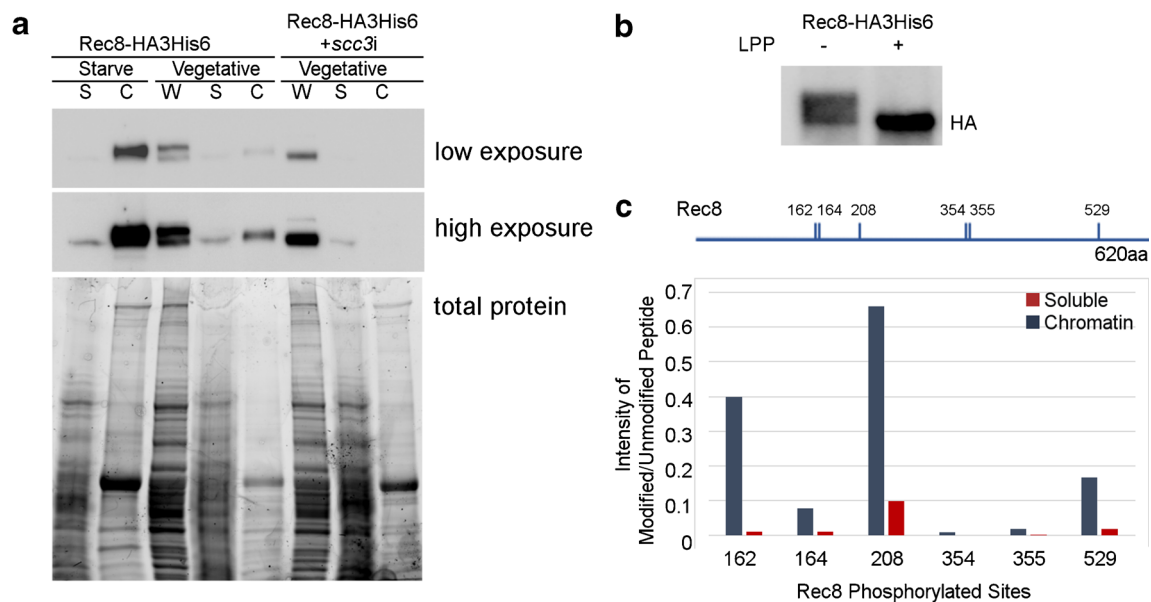 a
Rec8-HA3His6
Rec8-HA3His6
+scc3i
Starve Vegetative Vegetative
S C W S C W S C
low exposure
high exposure
total protein
b
Rec8-HA3His6
LPP - +
HA
c
Rec8 162 164 208 354 355 529
620aa
Soluble
Chromatin
0.7
0.6
0.5
0.4
0.3
0.2
0.1
0
Intensity of
Modified/Unmodified Peptide
162 164 208 354 355 529
Rec8 Phosphorylated Sites